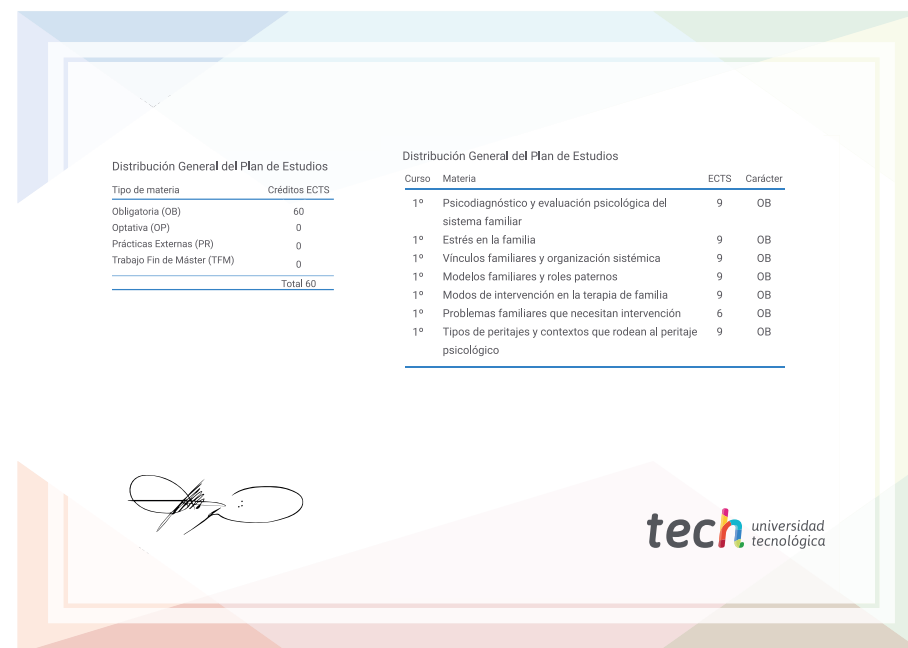 Distribución General del Plan de Estudios
Tipo de materia Créditos ECTS
Obligatoria (OB) 60
Optativa (OP) 0
Prácticas Externas (PR) 0
Trabajo Fin de Máster (TFM) 0
Total 60
Distribución General del Plan de Estudios
Curso Materia ECTS Carácter
1º Psicodiagnóstico y evaluación psicológica del 9 OB
sistema familiar
1º Estrés en la familia 9 OB
1º Vínculos familiares y organización sistémica 9 OB
1º Modelos familiares y roles paternos 9 OB
1º Modos de intervención en la terapia de familia 9 OB
1º Problemas familiares que necesitan intervención 6 OB
1º Tipos de peritajes y contextos que rodean al peritaje 9 OB
psicológico
tech universidad
tecnológica